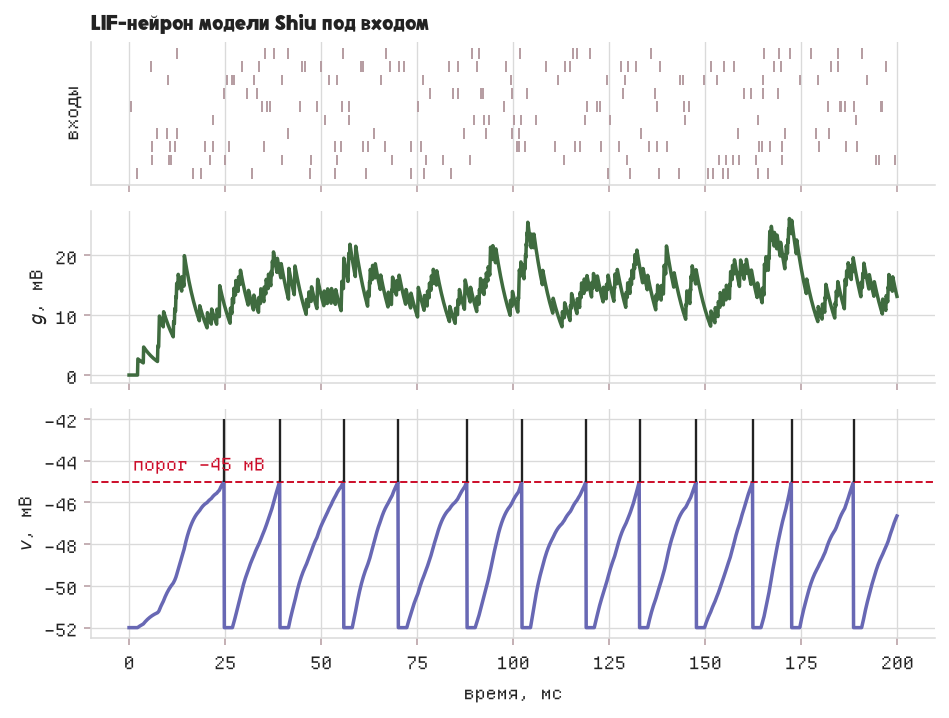 LIF-нейрон модели Shiu под входом
входы
20
10
0
g, мВ
-42
-44
-46
-48
-50
-52
v, мВ
порог -45 мВ
0 25 50 75 100 125 150 175 200
время, мс